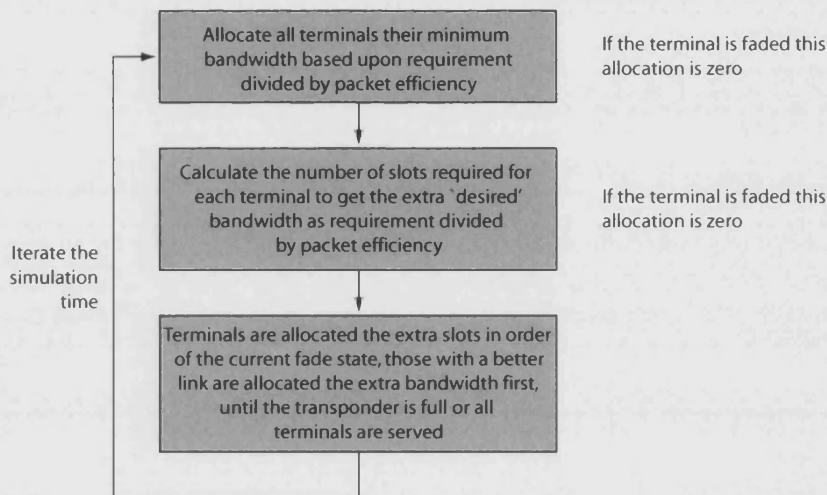 Allocate all terminals their minimum
bandwidth based upon requirement
divided by packet efficiency
If the terminal is faded this
allocation is zero
Calculate the number of slots required for
each terminal to get the extra `desired'
bandwidth as requirement divided
by packet efficiency
If the terminal is faded this
allocation is zero
Iterate the
simulation
time
Terminals are allocated the extra slots in order
of the current fade state, those with a better
link are allocated the extra bandwidth first,
until the transponder is full or all
terminals are served